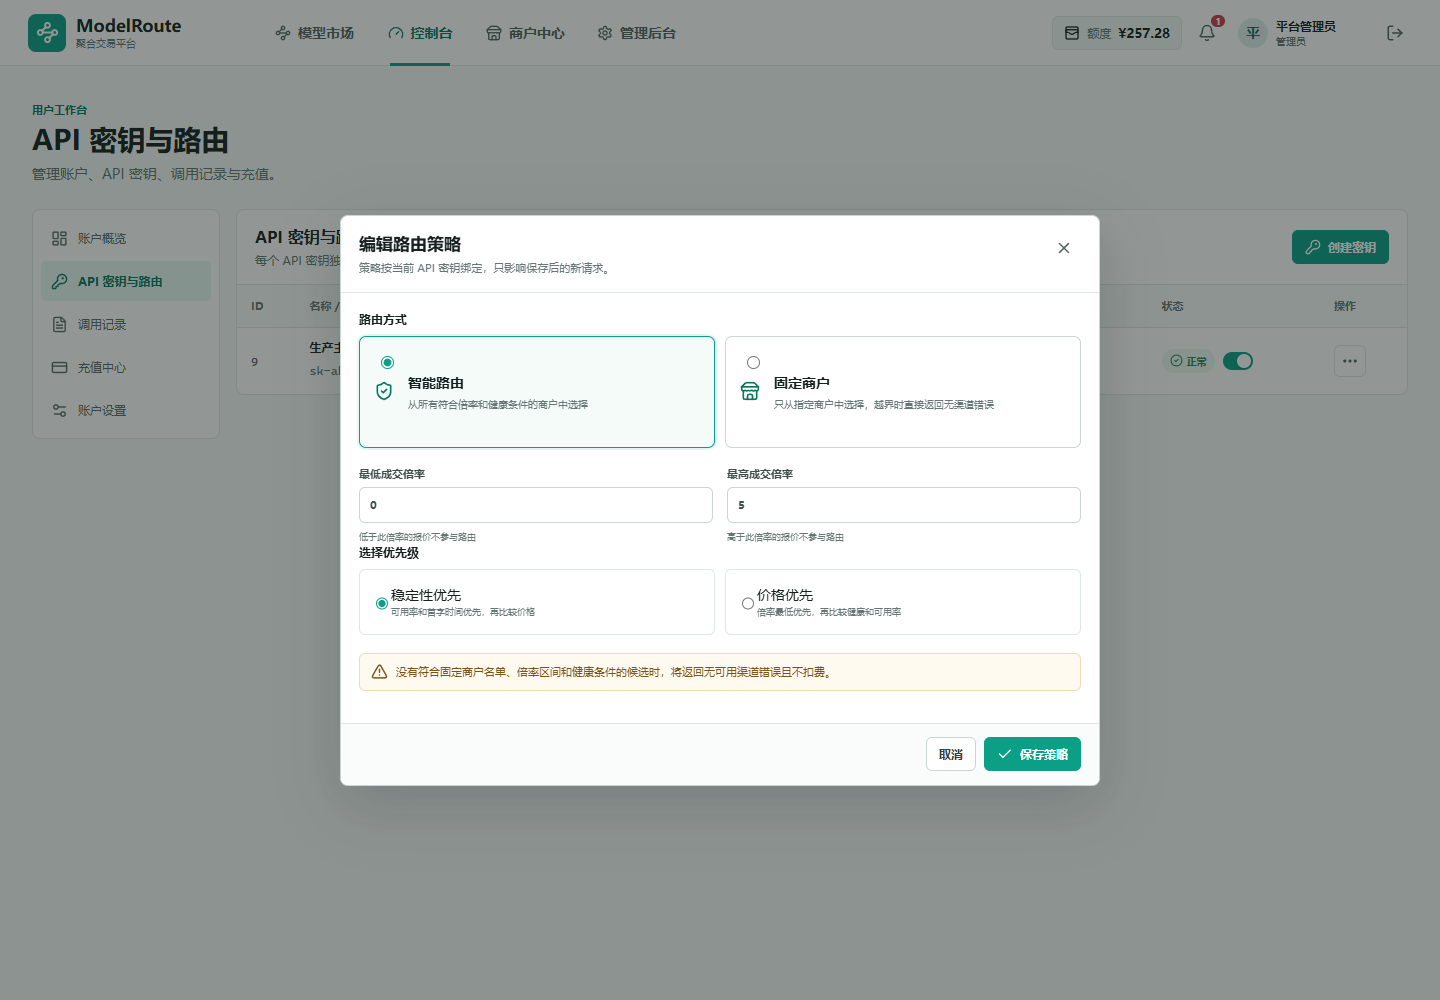 ModelRoute
聚合交易平台
模型市场
控制台
商户中心
管理后台
额度 ¥257.28
1
平
平台管理员
管理员
用户工作台
API 密钥与路由
管理账户、API 密钥、调用记录与充值。
账户概览
API 密钥与路由
调用记录
充值中心
账户设置
API 密钥与
每个 API 密钥独
创建密钥
ID
名称 /
状态
操作
9
生产
sk-a
正常
编辑路由策略
策略按当前 API 密钥绑定，只影响保存后的新请求。
路由方式
智能路由
从所有符合倍率和健康条件的商户中选择
固定商户
只从指定商户中选择，越界时直接返回无渠道错误
最低成交倍率
最高成交倍率
0
5
低于此倍率的报价不参与路由
高于此倍率的报价不参与路由
选择优先级
稳定性优先
可用率和首字时间优先，再比较价格
价格优先
倍率最低优先，再比较健康和可用率
没有符合固定商户名单、倍率区间和健康条件的候选时，将返回无可用渠道错误且不扣费。
取消
保存策略